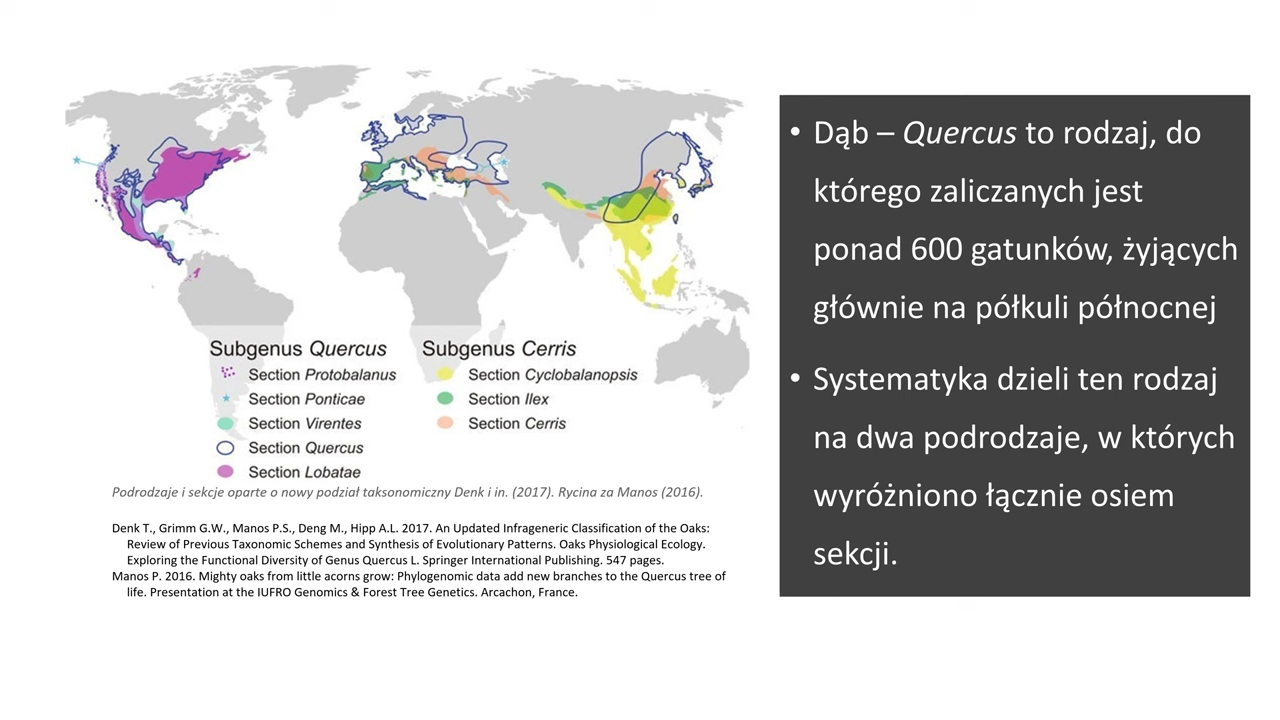 Subgenus Quercus
Section Protobalanus
Section Ponticae
Section Virentes
Section Quercus
Section Lobatae
Subgenus Cerris
Section Cyclobalanopsis
Section Ilex
Section Cerris
Podrodzaje i sekcje oparte o nowy podział taksonomiczny Denk i in. (2017). Rycina za Manos (2016).
Denk T., Grimm G.W., Manos P.S., Deng M., Hipp A.L. 2017. An Updated Infrageneric Classification of the Oaks:
Review of Previous Taxonomic Schemes and Synthesis of Evolutionary Patterns. Oaks Physiological Ecology.
Exploring the Functional Diversity of Genus Quercus L. Springer International Publishing. 547 pages.
Manos P. 2016. Mighty oaks from little acorns grow: Phylogenomic data add new branches to the Quercus tree of
life. Presentation at the IUFRO Genomics & Forest Tree Genetics. Arcachon, France.
• Dąb – Quercus to rodzaj, do
którego zaliczanych jest
ponad 600 gatunków, żyjących
głównie na półkuli północnej
• Systematyka dzieli ten rodzaj
na dwa podrodzaje, w których
wyróżniono łącznie osiem
sekcji.